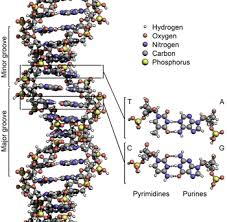 Hydrogen
Oxygen
Nitrogen
Carbon
Phosphorus
Minor groove
Major groove
T
A
C
G
Pyrimidines
Purines